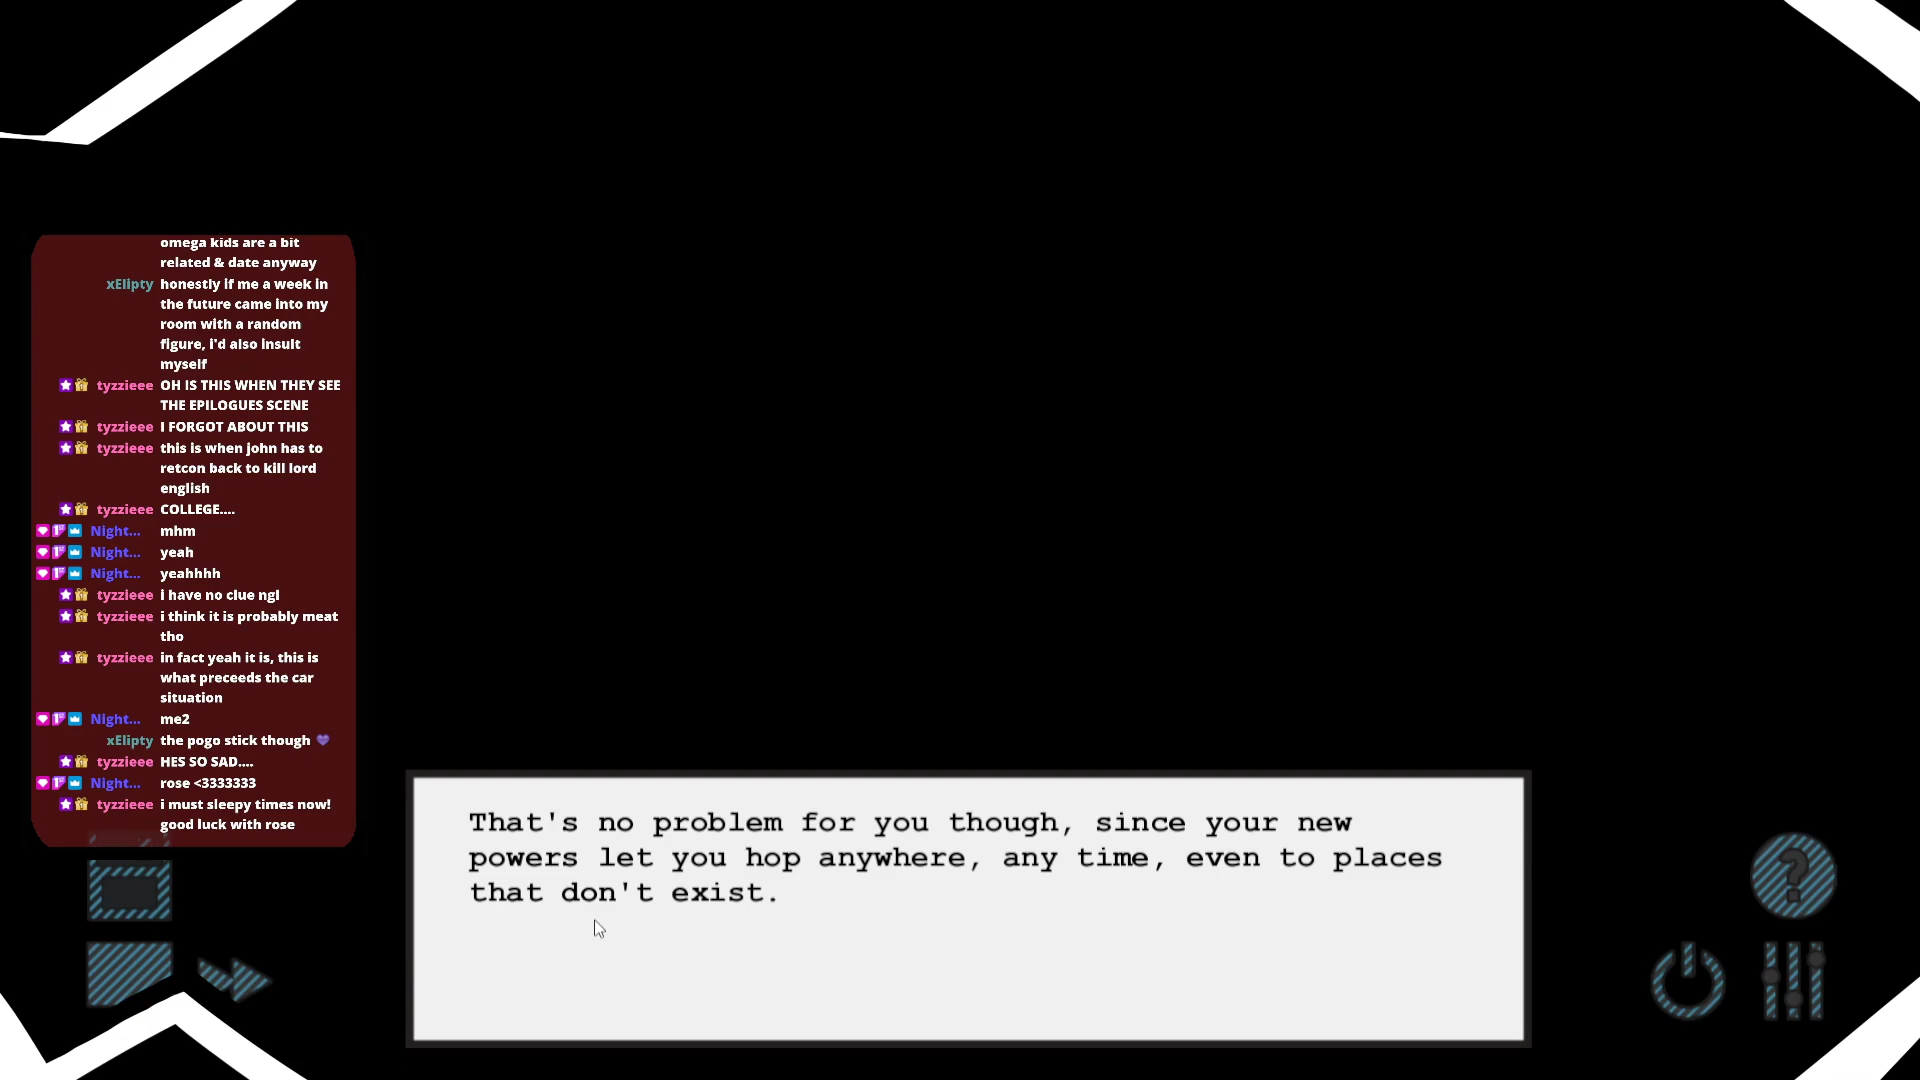 omega kids are a bit
related & date anyway
xElipty honestly if me a week in
the future came into my
room with a random
figure, i'd also insult
myself
tyzzieee OH IS THIS WHEN THEY SEE
THE EPILOGUES SCENE
tyzzieee I FORGOT ABOUT THIS
tyzzieee this is when john has to
retcon back to kill lord
english
tyzzieee COLLEGE....
Night... mhm
Night... yeah
Night... yeahhhh
tyzzieee i have no clue ngl
tyzzieee i think it is probably meat
tho
tyzzieee in fact yeah it is, this is
what preceeds the car
situation
Night... me2
xElipty the pogo stick though 💜
tyzzieee HES SO SAD....
Night... rose <3333333
tyzzieee i must sleepy times now!
good luck with rose
That's no problem for you though, since your new
powers let you hop anywhere, any time, even to places
that don't exist.
?